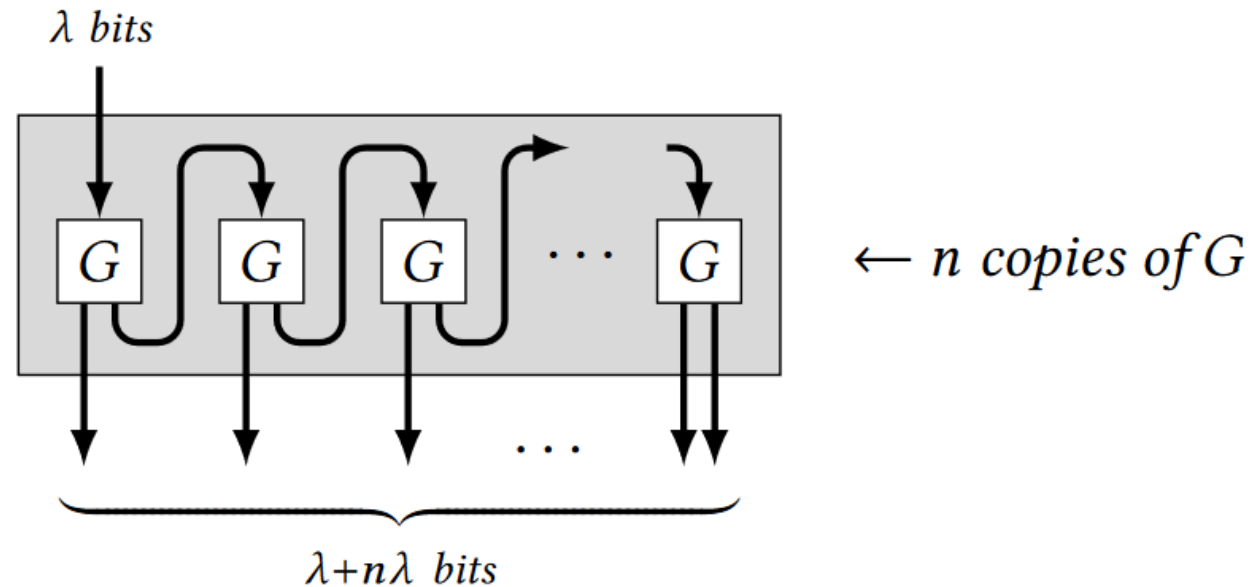 λ bits
G G G · · · G ← n copies of G
· · ·
λ+nλ bits